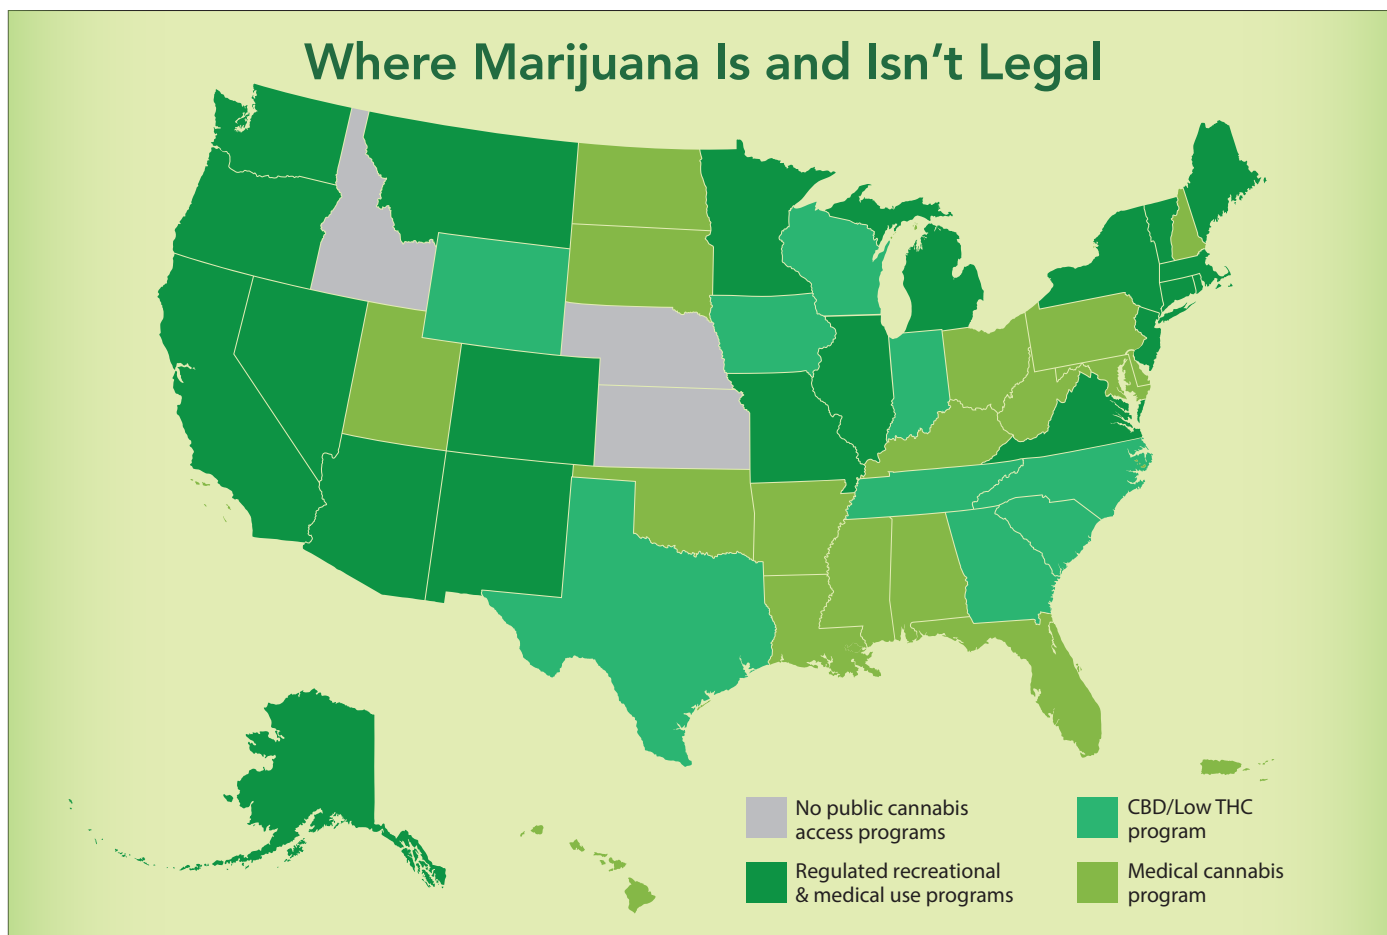 Where Marijuana Is and Isn’t Legal
No public cannabis
access programs
Regulated recreational
& medical use programs
CBD/Low THC
program
Medical cannabis
program